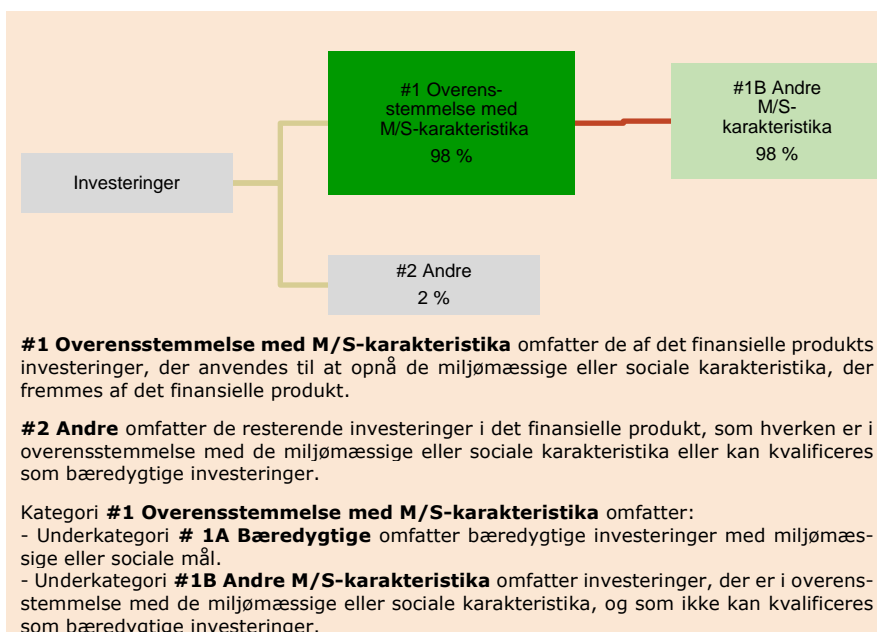 #1 Overens-
stemmelse med
M/S-karakteristika
98 %
#1B Andre
M/S-
karakteristika
98 %
Investeringer
#2 Andre
2 %
#1 Overensstemmelse med M/S-karakteristika omfatter de af det finansielle produkts
investeringer, der anvendes til at opnå de miljømæssige eller sociale karakteristika, der
fremmes af det finansielle produkt.
#2 Andre omfatter de resterende investeringer i det finansielle produkt, som hverken er i
overensstemmelse med de miljømæssige eller sociale karakteristika eller kan kvalificeres
som bæredygtige investeringer.
Kategori #1 Overensstemmelse med M/S-karakteristika omfatter:
- Underkategori # 1A Bæredygtige omfatter bæredygtige investeringer med miljømæs-
sige eller sociale mål.
- Underkategori #1B Andre M/S-karakteristika omfatter investeringer, der er i overens-
stemmelse med de miljømæssige eller sociale karakteristika, og som ikke kan kvalificeres
som bæredygtige investeringer.